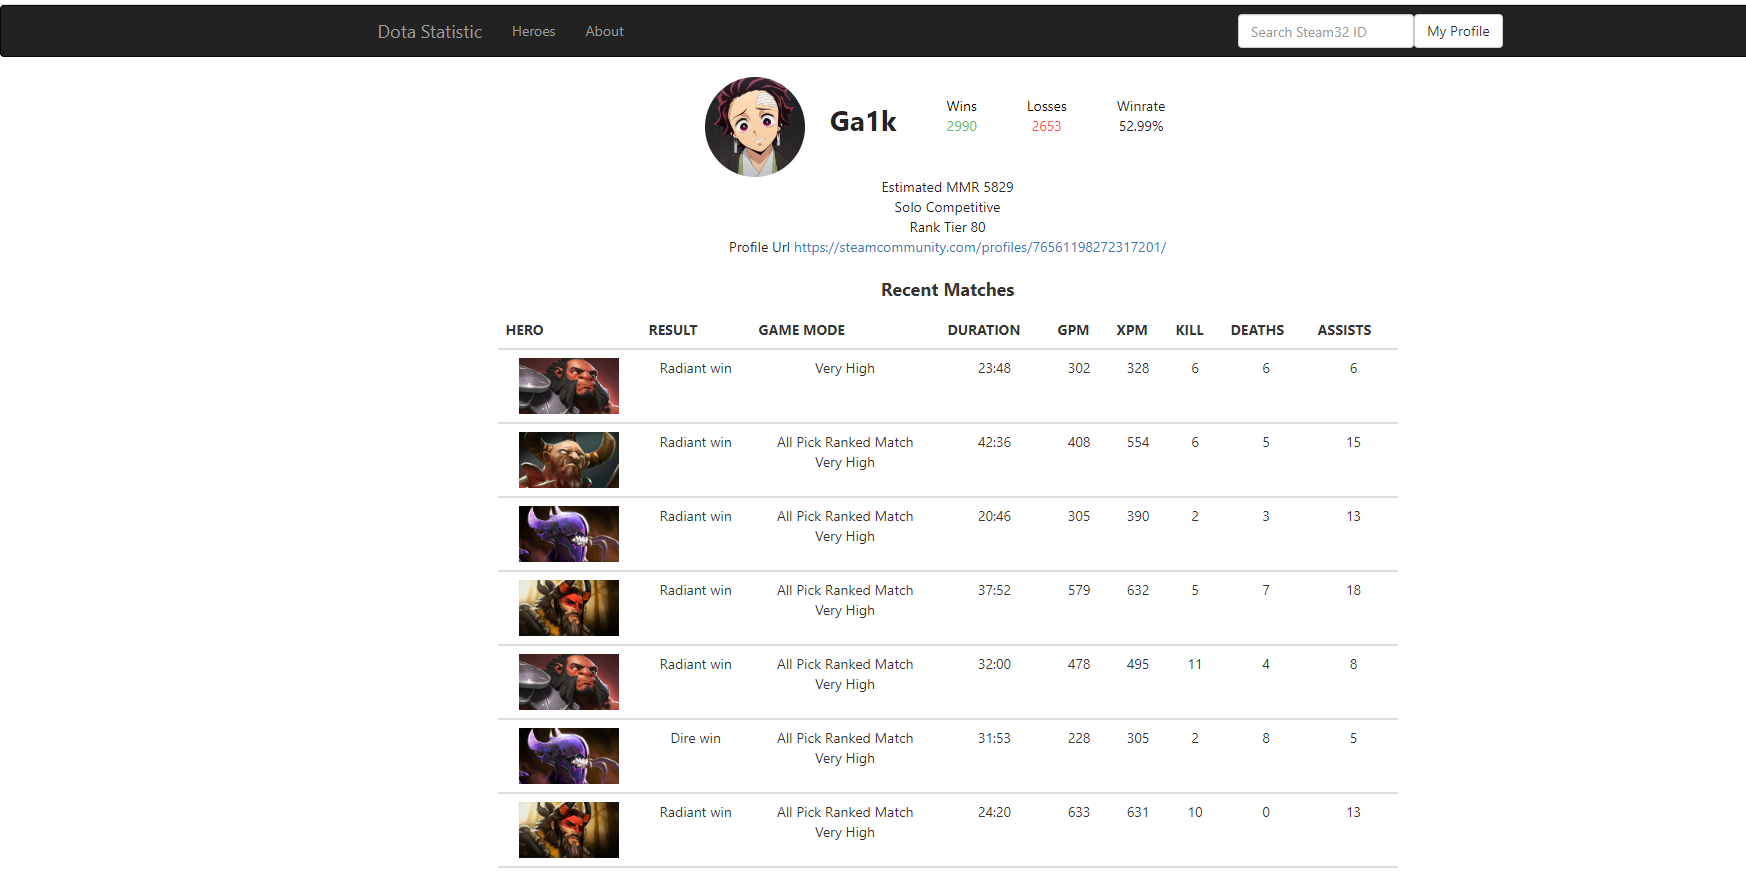 Dota Statistic Heroes About Search Steam32 ID My Profile
Ga1k
Wins Losses Winrate
2990 2653 52.99%
Estimated MMR 5829
Solo Competitive
Rank Tier 80
Profile Url https://steamcommunity.com/profiles/76561198272317201/
Recent Matches
HERO RESULT GAME MODE DURATION GPM XPM KILL DEATHS ASSISTS
Radiant win Very High 23:48 302 328 6 6 6
Radiant win All Pick Ranked Match 42:36 408 554 6 5 15
Very High
Radiant win All Pick Ranked Match 20:46 305 390 2 3 13
Very High
Radiant win All Pick Ranked Match 37:52 579 632 5 7 18
Very High
Radiant win All Pick Ranked Match 32:00 478 495 11 4 8
Very High
Dire win All Pick Ranked Match 31:53 228 305 2 8 5
Very High
Radiant win All Pick Ranked Match 24:20 633 631 10 0 13
Very High